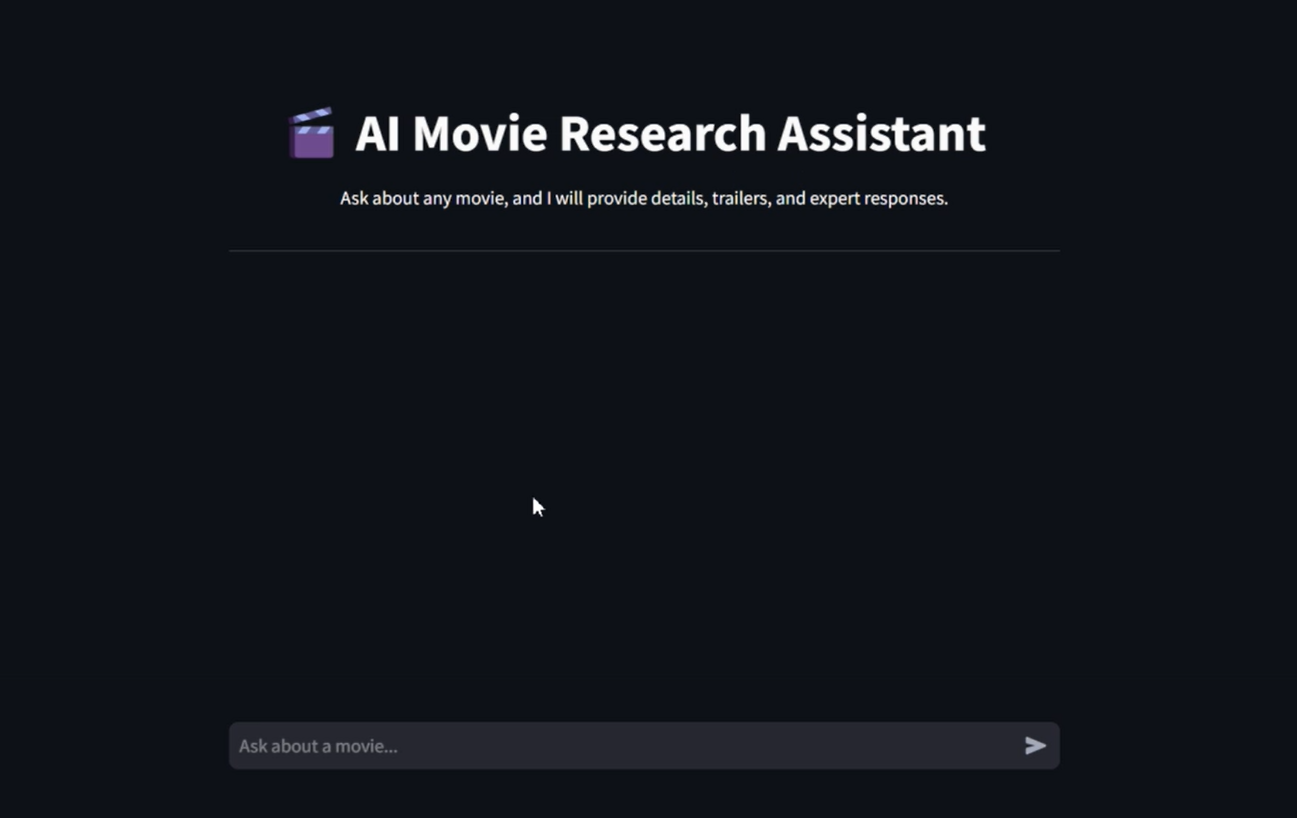 AI Movie Research Assistant
Ask about any movie, and I will provide details, trailers, and expert responses.
Ask about a movie...